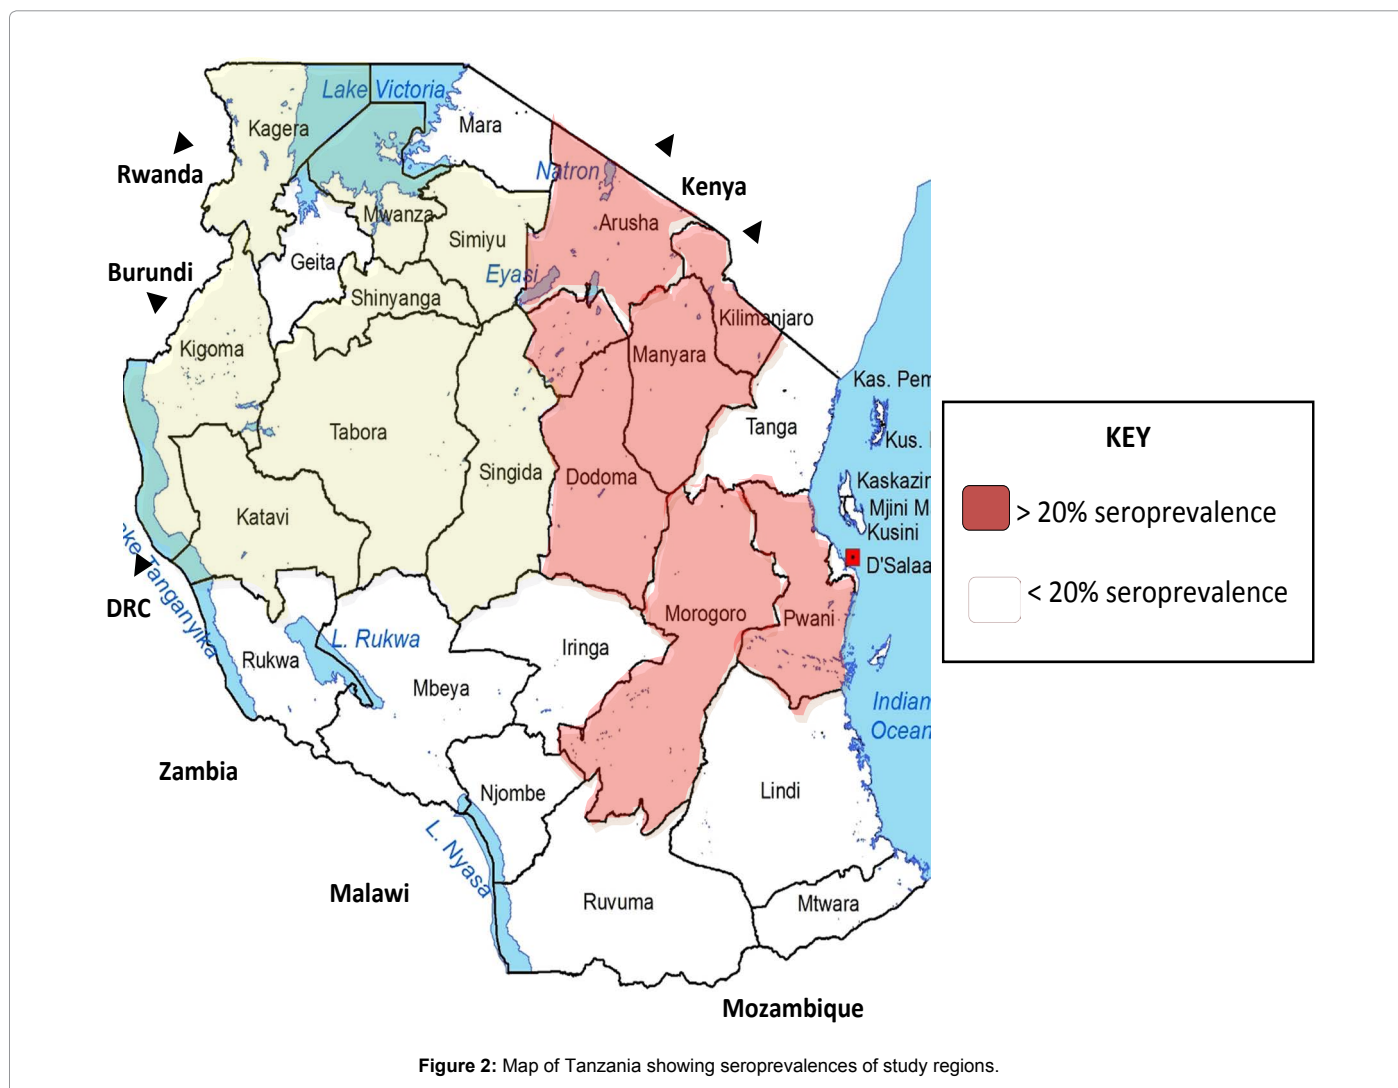 Lake Victoria
Kagera
Mara
Rwanda
Natron
Kenya
Mwanza
Arusha
Simiyu
Geita
Burundi
Eyasi
Shinyanga
Kilimanjaro
Kigoma
Manyara
Kas. Pem
Tabora
Tanga
Kus.
KEY
Singida
Dodoma
Kaskazir
Mjini M
Kusini
Katavi
> 20% seroprevalence
D'Salaa
< 20% seroprevalence
DRC
ake Tanganyika
Morogoro
Pwani
L. Rukwa
Iringa
Rukwa
Mbeya
Indian
Ocean
Zambia
Njombe
Lindi
L. Nyasa
Malawi
Ruvuma
Mtwara
Mozambique
Figure 2: Map of Tanzania showing seroprevalences of study regions.